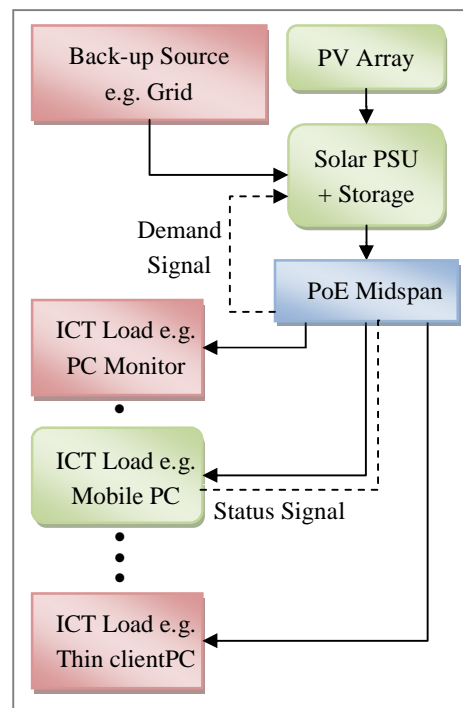 Back-up Source
e.g. Grid
PV Array
Solar PSU
+ Storage
Demand
Signal
PoE Midspan
ICT Load e.g.
PC Monitor
ICT Load e.g.
Mobile PC
Status Signal
ICT Load e.g.
Thin clientPC